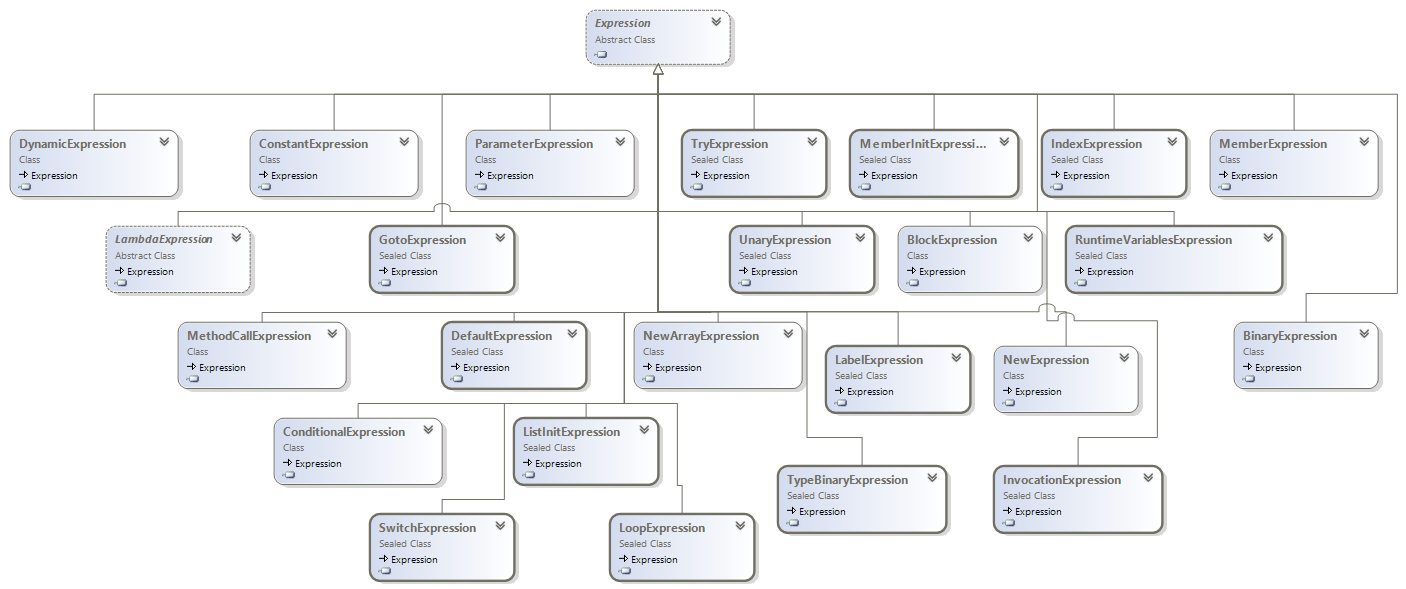 Expression
Abstract Class
DynamicExpression
Class
Expression
ConstantExpression
Class
Expression
ParameterExpression
Class
Expression
TryExpression
Sealed Class
Expression
MemberInitExpressi...
Sealed Class
Expression
IndexExpression
Sealed Class
Expression
MemberExpression
Class
Expression
LambdaExpression
Abstract Class
Expression
GotoExpression
Sealed Class
Expression
UnaryExpression
Sealed Class
Expression
BlockExpression
Class
Expression
RuntimeVariablesExpression
Sealed Class
Expression
MethodCallExpression
Class
Expression
DefaultExpression
Sealed Class
Expression
NewArrayExpression
Class
Expression
LabelExpression
Sealed Class
Expression
NewExpression
Class
Expression
BinaryExpression
Class
Expression
ConditionalExpression
Class
Expression
ListInitExpression
Sealed Class
Expression
TypeBinaryExpression
Sealed Class
Expression
InvocationExpression
Sealed Class
Expression
SwitchExpression
Sealed Class
Expression
LoopExpression
Sealed Class
Expression